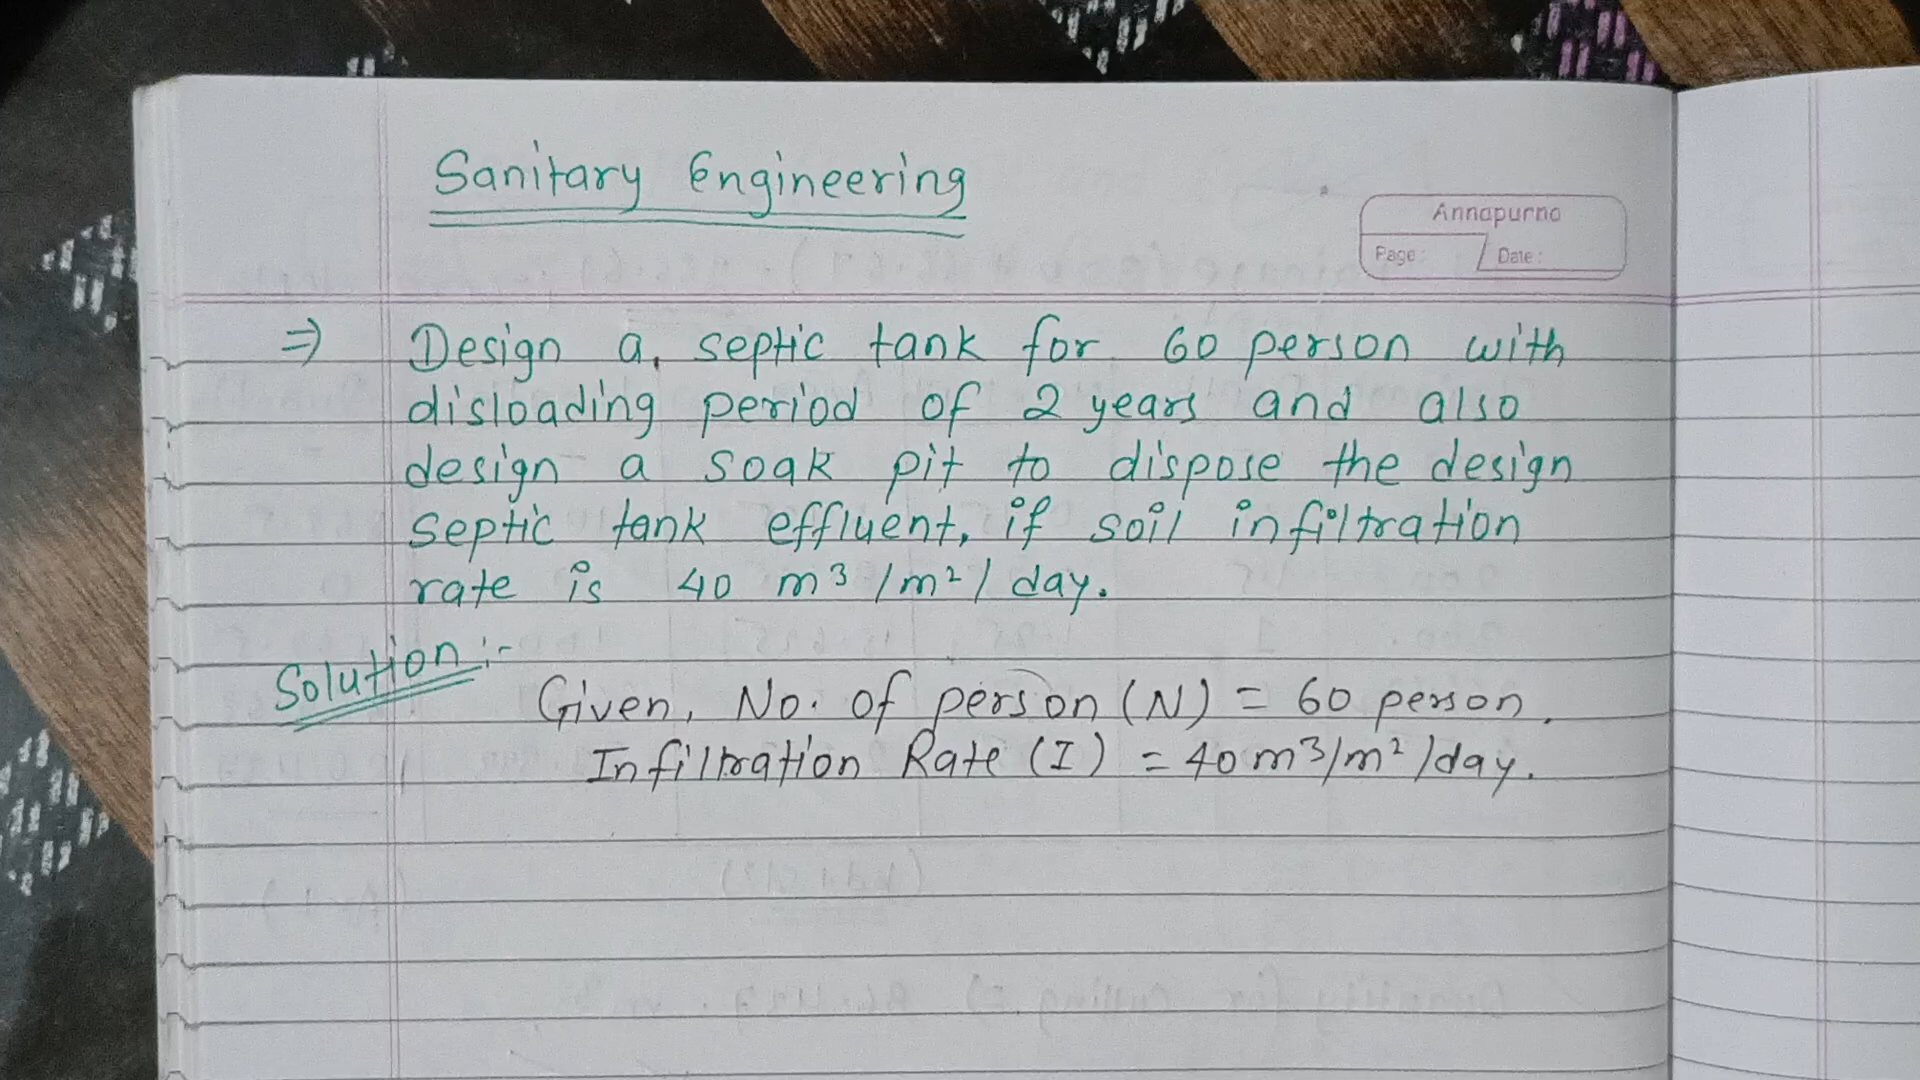 Sanitary Engineering
Annapurna
Page: Date:
⇒ Design a septic tank for 60 person with
disloading period of 2 years and also
design a soak pit to dispose the design
septic tank effluent, if soil infiltration
rate is 40 m³/m²/day.
Solution:-
Given, No. of person (N) = 60 person.
Infiltration Rate (I) = 40 m³/m²/day.